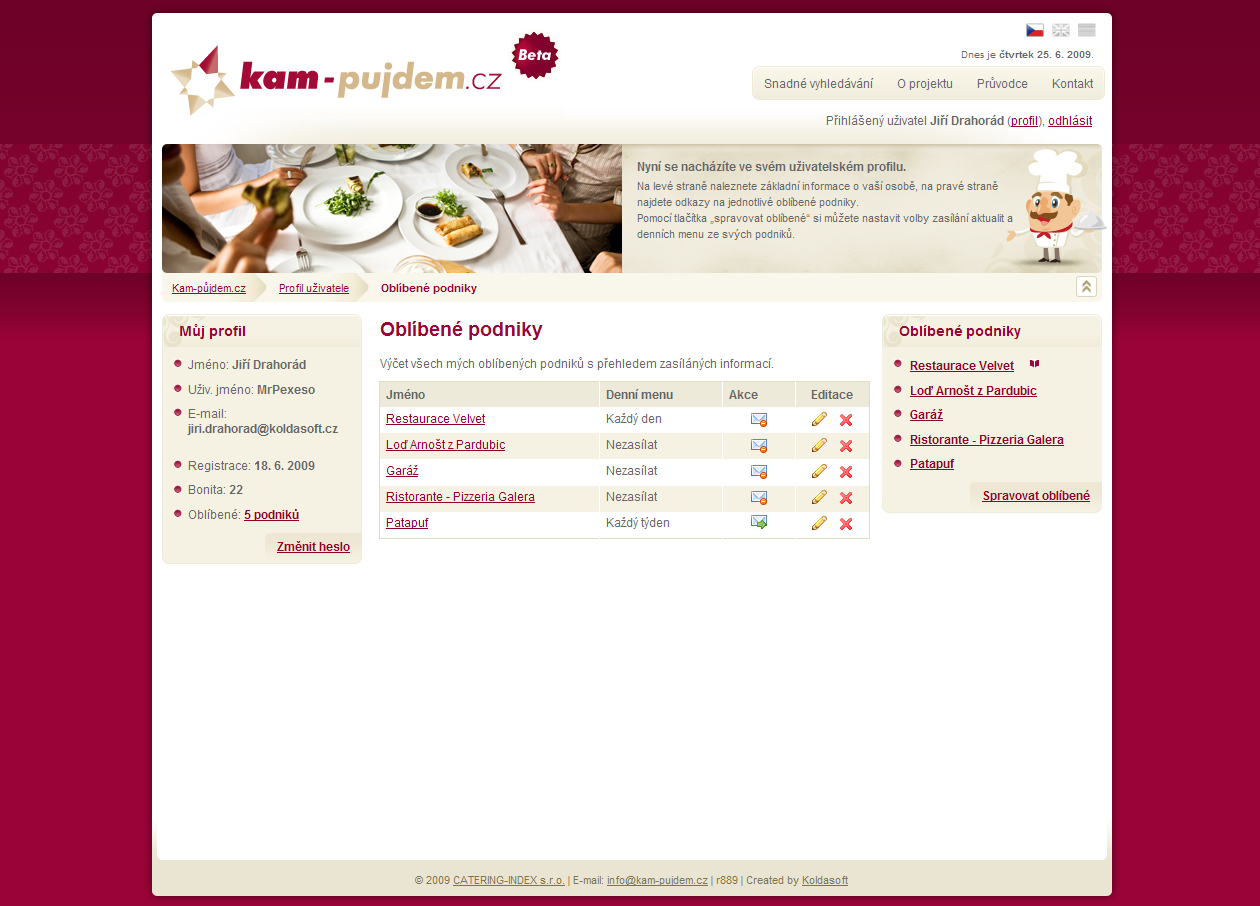 kam-pujdem.cz
Beta
Dnes je čtvrtek 25. 6. 2009.
Snadné vyhledávání O projektu Průvodce Kontakt
Přihlášený uživatel Jiří Drahorád (profil), odhlásit
Nyní se nacházíte ve svém uživatelském profilu.
Na levé straně naleznete základní informace o vaší osobě, na pravé straně
najdete odkazy na jednotlivé oblíbené podniky.
Pomocí tlačítka „spravovat oblíbené“ si můžete nastavit volby zasílání aktualit a
denních menu ze svých podniků.
Kam-půjdem.cz Profil uživatele Oblíbené podniky
Můj profil
Jméno: Jiří Drahorád
Uživ. jméno: MrPexeso
E-mail:
jiri.drahorad@koldasoft.cz
Registrace: 18. 6. 2009
Bonita: 22
Oblíbené: 5 podniků
Změnit heslo
Oblíbené podniky
Výčet všech mých oblíbených podniků s přehledem zasíláných informací.
Jméno Denní menu Akce Editace
Restaurace Velvet Každý den
Loď Arnošt z Pardubic Nezasílat
Garáž Nezasílat
Ristorante - Pizzeria Galera Nezasílat
Patapuf Každý týden
Oblíbené podniky
Restaurace Velvet
Loď Arnošt z Pardubic
Garáž
Ristorante - Pizzeria Galera
Patapuf
Spravovat oblíbené
© 2009 CATERING-INDEX s.r.o. | E-mail: info@kam-pujdem.cz | r889 | Created by Koldasoft